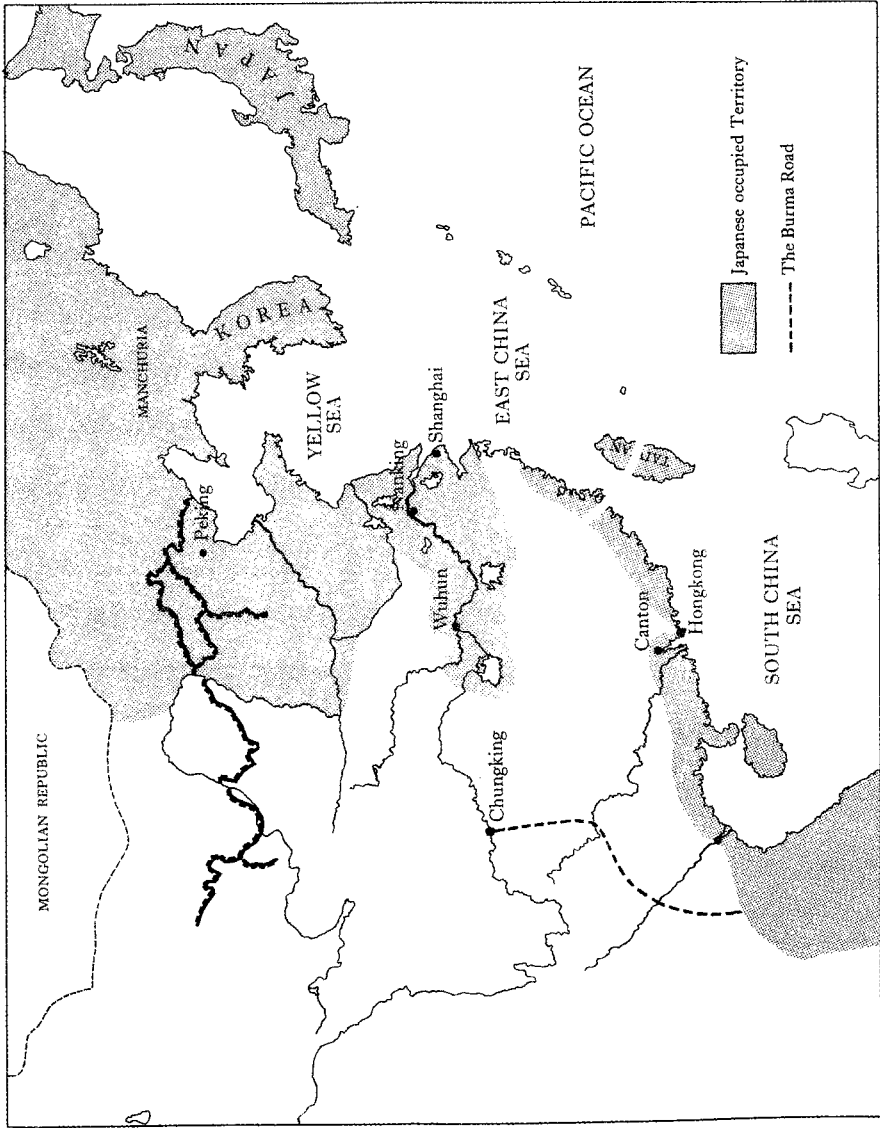 MONGOLIAN REPUBLIC
MANCHURIA
JAPAN
KOREA
Peking
YELLOW
SEA
Nanking
Shanghai
Wuhun
EAST CHINA
SEA
PACIFIC OCEAN
Chungking
TAIWAN
Canton
Hongkong
SOUTH CHINA
SEA
Japanese occupied Territory
The Burma Road